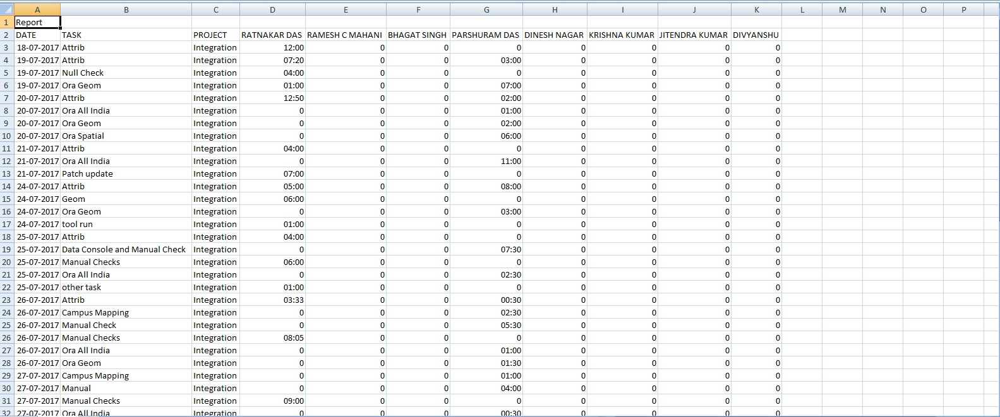 A B C D E F G H I J K L M N O P
1 Report
2 DATE TASK PROJECT RATNAKAR DAS RAMESH C MAHANI BHAGAT SINGH PARSHURAM DAS DINESH NAGAR KRISHNA KUMAR JITENDRA KUMAR DIVYANSHU
3 18-07-2017 Attrib Integration 12:00 0 0 0 0 0 0 0
4 19-07-2017 Attrib Integration 07:20 0 0 03:00 0 0 0 0
5 19-07-2017 Null Check Integration 04:00 0 0 0 0 0 0 0
6 19-07-2017 Ora Geom Integration 01:00 0 0 07:00 0 0 0 0
7 20-07-2017 Attrib Integration 12:50 0 0 02:00 0 0 0 0
8 20-07-2017 Ora All India Integration 0 0 0 01:00 0 0 0 0
9 20-07-2017 Ora Geom Integration 0 0 0 02:00 0 0 0 0
10 20-07-2017 Ora Spatial Integration 0 0 0 06:00 0 0 0 0
11 21-07-2017 Attrib Integration 04:00 0 0 0 0 0 0 0
12 21-07-2017 Ora All India Integration 0 0 0 11:00 0 0 0 0
13 21-07-2017 Patch update Integration 07:00 0 0 0 0 0 0 0
14 24-07-2017 Attrib Integration 05:00 0 0 08:00 0 0 0 0
15 24-07-2017 Geom Integration 06:00 0 0 0 0 0 0 0
16 24-07-2017 Ora Geom Integration 0 0 0 03:00 0 0 0 0
17 24-07-2017 tool run Integration 01:00 0 0 0 0 0 0 0
18 25-07-2017 Attrib Integration 04:00 0 0 0 0 0 0 0
19 25-07-2017 Data Console and Manual Check Integration 0 0 0 07:30 0 0 0 0
20 25-07-2017 Manual Checks Integration 06:00 0 0 0 0 0 0 0
21 25-07-2017 Ora All India Integration 0 0 0 02:30 0 0 0 0
22 25-07-2017 other task Integration 01:00 0 0 0 0 0 0 0
23 26-07-2017 Attrib Integration 03:33 0 0 00:30 0 0 0 0
24 26-07-2017 Campus Mapping Integration 0 0 0 02:30 0 0 0 0
25 26-07-2017 Manual Check Integration 0 0 0 05:30 0 0 0 0
26 26-07-2017 Manual Checks Integration 08:05 0 0 0 0 0 0 0
27 26-07-2017 Ora All India Integration 0 0 0 01:00 0 0 0 0
28 26-07-2017 Ora Geom Integration 0 0 0 01:30 0 0 0 0
29 27-07-2017 Campus Mapping Integration 0 0 0 01:00 0 0 0 0
30 27-07-2017 Manual Integration 0 0 0 04:00 0 0 0 0
31 27-07-2017 Manual Checks Integration 09:00 0 0 0 0 0 0 0
32 27-07-2017 Ora All India Integration 0 0 0 00:30 0 0 0 0